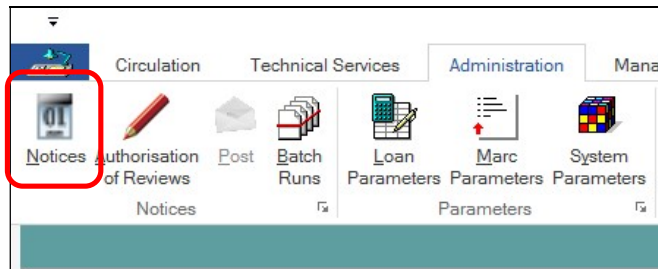 Circulation Technical Services Administration Mana
01
Notices Authorisation of Reviews Post Batch Runs Loan Parameters Marc Parameters System Parameters
Notices Parameters